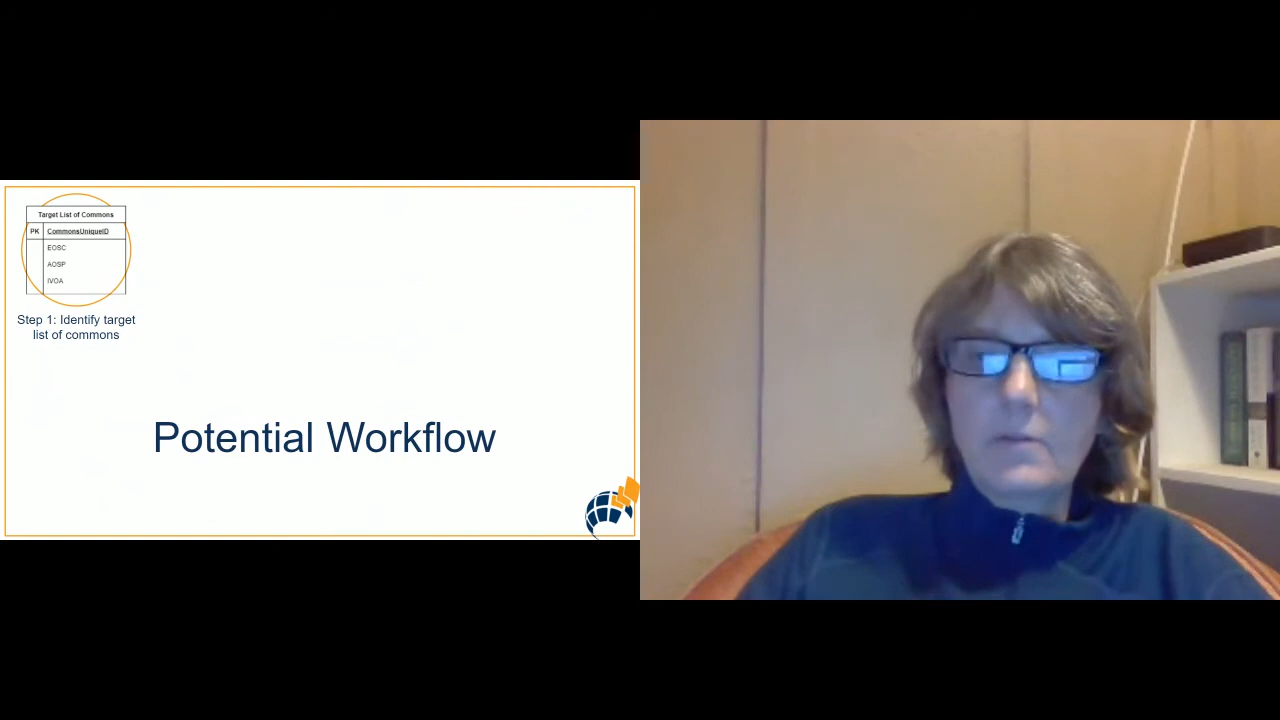 Target List of Commons
PK CommonsUniqueID
EOSC
AOSP
IVOA
Step 1: Identify target
list of commons
Potential Workflow